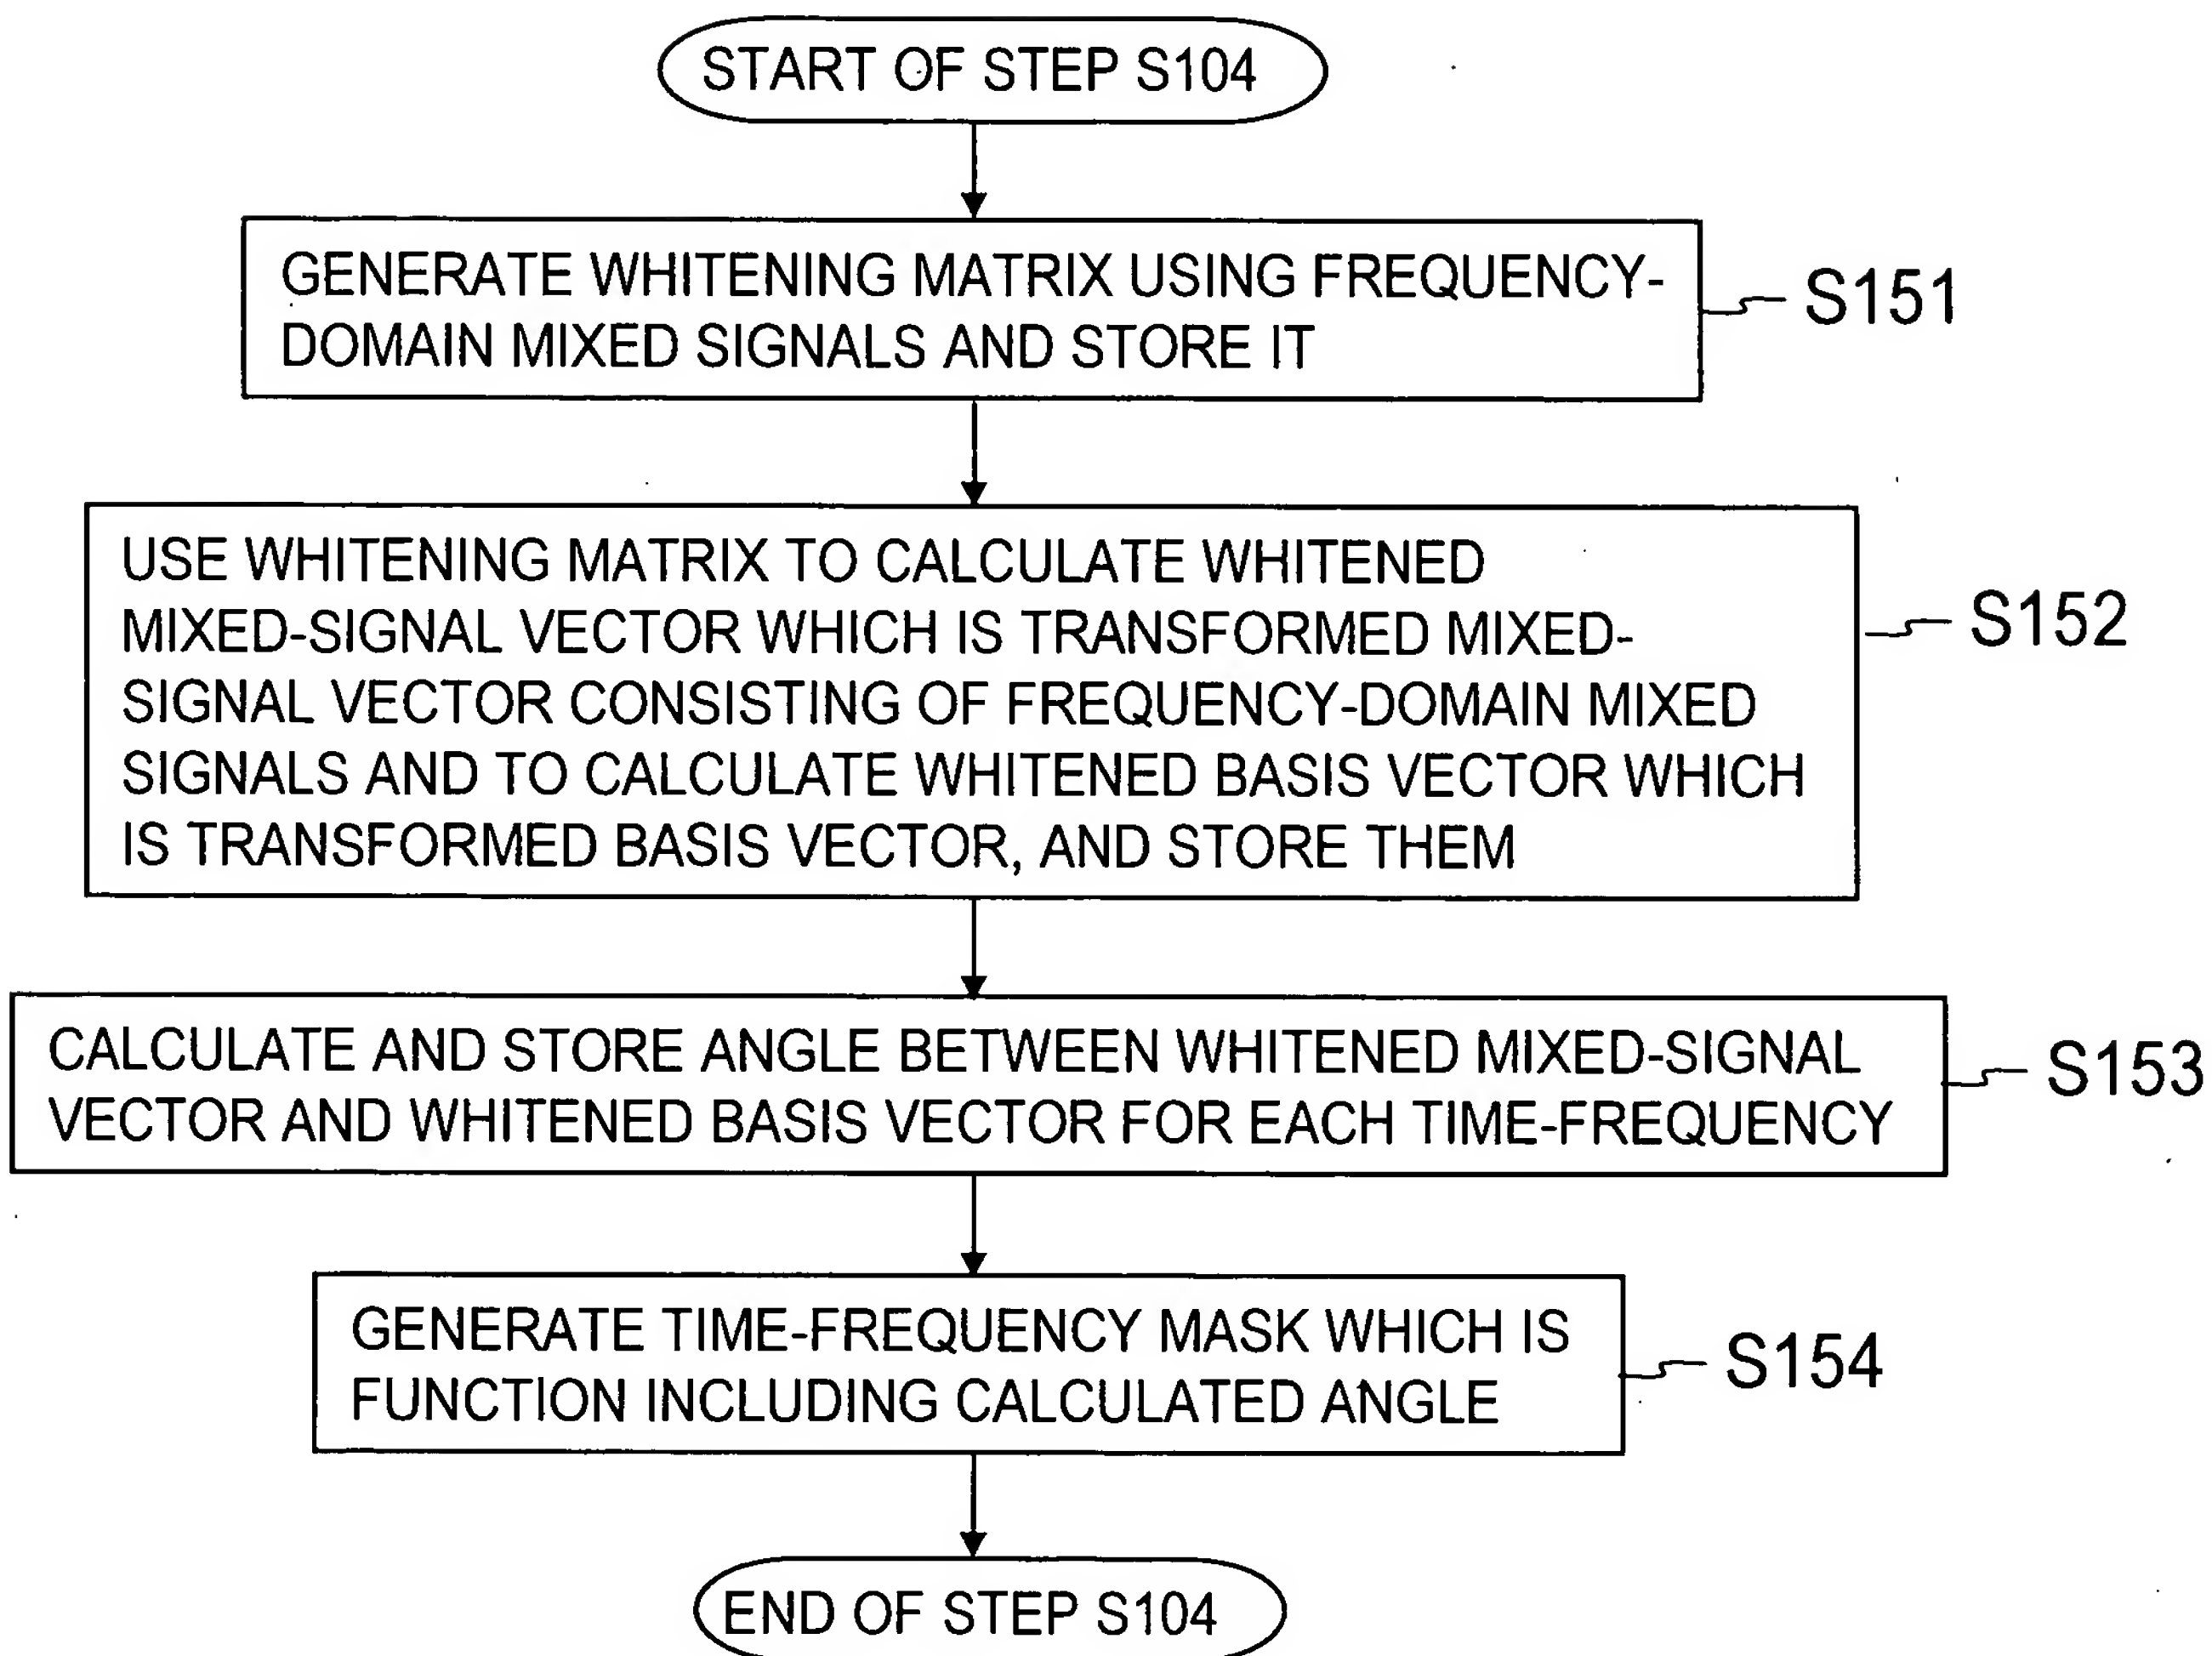 START OF STEP S104
GENERATE WHITENING MATRIX USING FREQUENCY-
DOMAIN MIXED SIGNALS AND STORE IT
S151
USE WHITENING MATRIX TO CALCULATE WHITENED
MIXED-SIGNAL VECTOR WHICH IS TRANSFORMED MIXED-
SIGNAL VECTOR CONSISTING OF FREQUENCY-DOMAIN MIXED
SIGNALS AND TO CALCULATE WHITENED BASIS VECTOR WHICH
IS TRANSFORMED BASIS VECTOR, AND STORE THEM
S152
CALCULATE AND STORE ANGLE BETWEEN WHITENED MIXED-SIGNAL
VECTOR AND WHITENED BASIS VECTOR FOR EACH TIME-FREQUENCY
S153
GENERATE TIME-FREQUENCY MASK WHICH IS
FUNCTION INCLUDING CALCULATED ANGLE
S154
END OF STEP S104